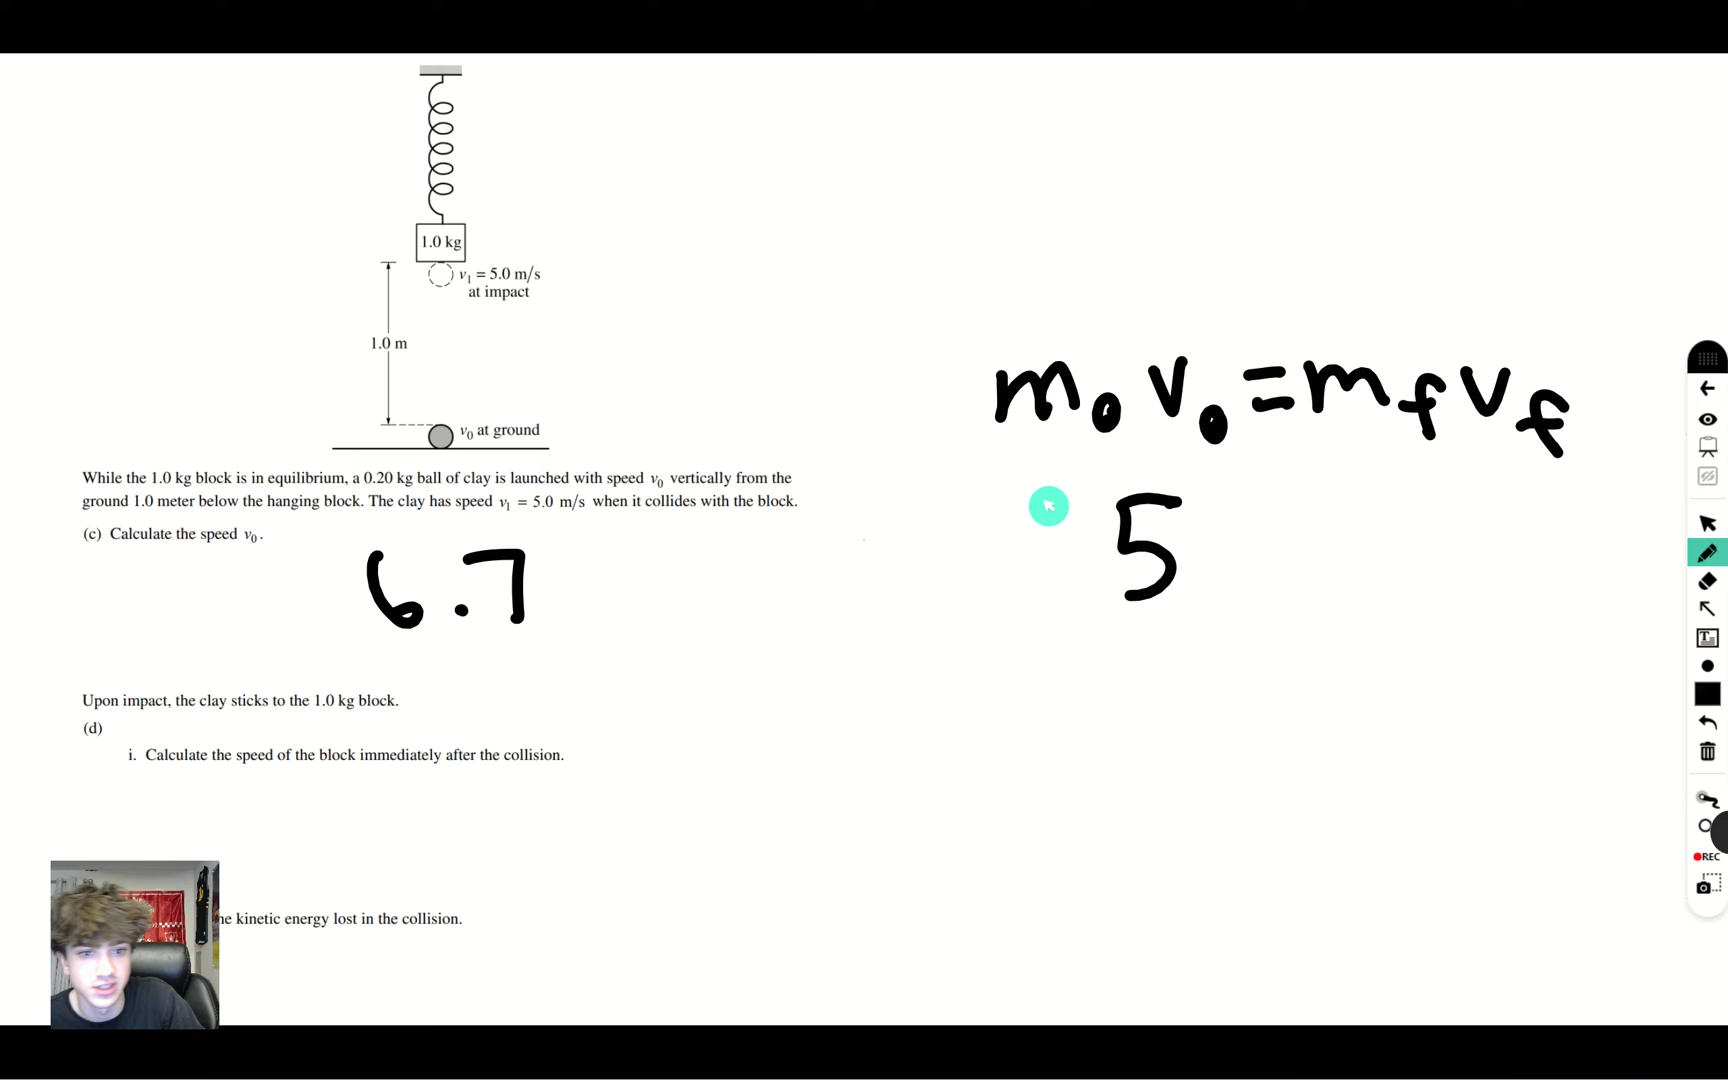 1.0 kg
v₁ = 5.0 m/s
at impact
1.0 m
v₀ at ground
m₀v₀=m_f v_f
While the 1.0 kg block is in equilibrium, a 0.20 kg ball of clay is launched with speed v₀ vertically from the
ground 1.0 meter below the hanging block. The clay has speed v₁ = 5.0 m/s when it collides with the block.
5
(c) Calculate the speed v₀.
6.7
Upon impact, the clay sticks to the 1.0 kg block.
(d)
i. Calculate the speed of the block immediately after the collision.
kinetic energy lost in the collision.
REC